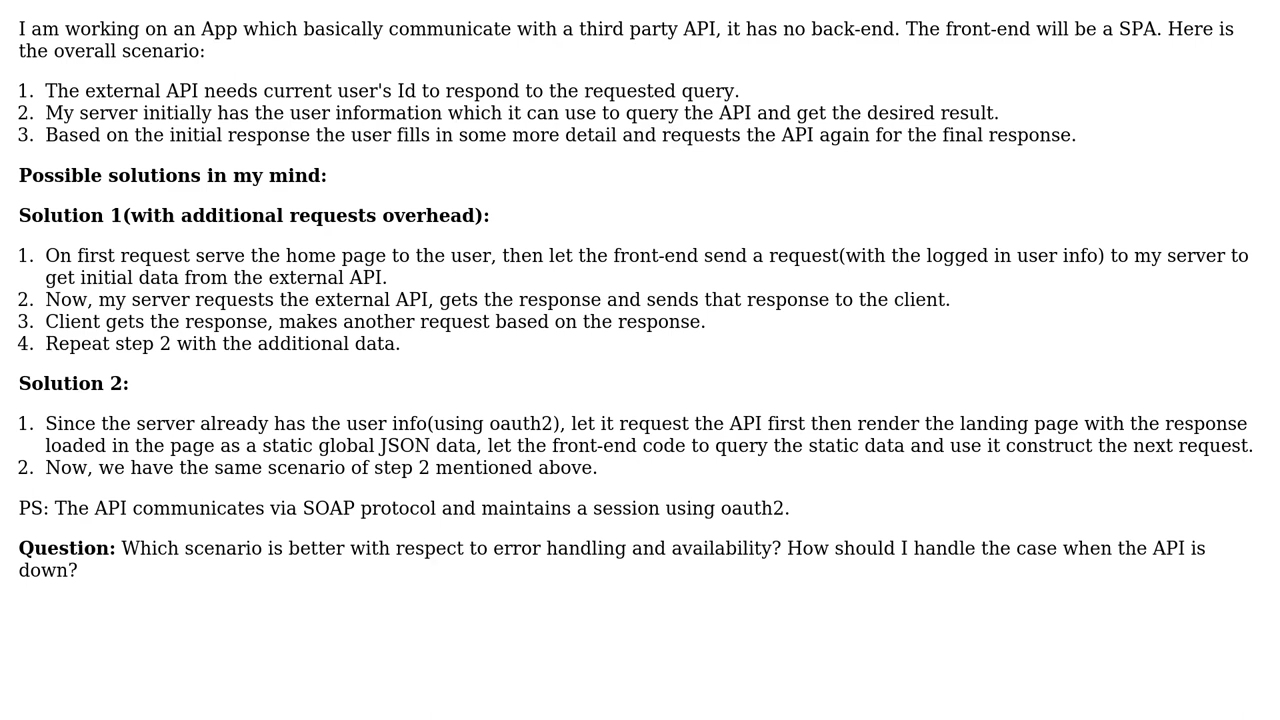 I am working on an App which basically communicate with a third party API, it has no back-end. The front-end will be a SPA. Here is
the overall scenario:
1. The external API needs current user's Id to respond to the requested query.
2. My server initially has the user information which it can use to query the API and get the desired result.
3. Based on the initial response the user fills in some more detail and requests the API again for the final response.
Possible solutions in my mind:
Solution 1(with additional requests overhead):
1. On first request serve the home page to the user, then let the front-end send a request(with the logged in user info) to my server to
get initial data from the external API.
2. Now, my server requests the external API, gets the response and sends that response to the client.
3. Client gets the response, makes another request based on the response.
4. Repeat step 2 with the additional data.
Solution 2:
1. Since the server already has the user info(using oauth2), let it request the API first then render the landing page with the response
loaded in the page as a static global JSON data, let the front-end code to query the static data and use it construct the next request.
2. Now, we have the same scenario of step 2 mentioned above.
PS: The API communicates via SOAP protocol and maintains a session using oauth2.
Question: Which scenario is better with respect to error handling and availability? How should I handle the case when the API is
down?